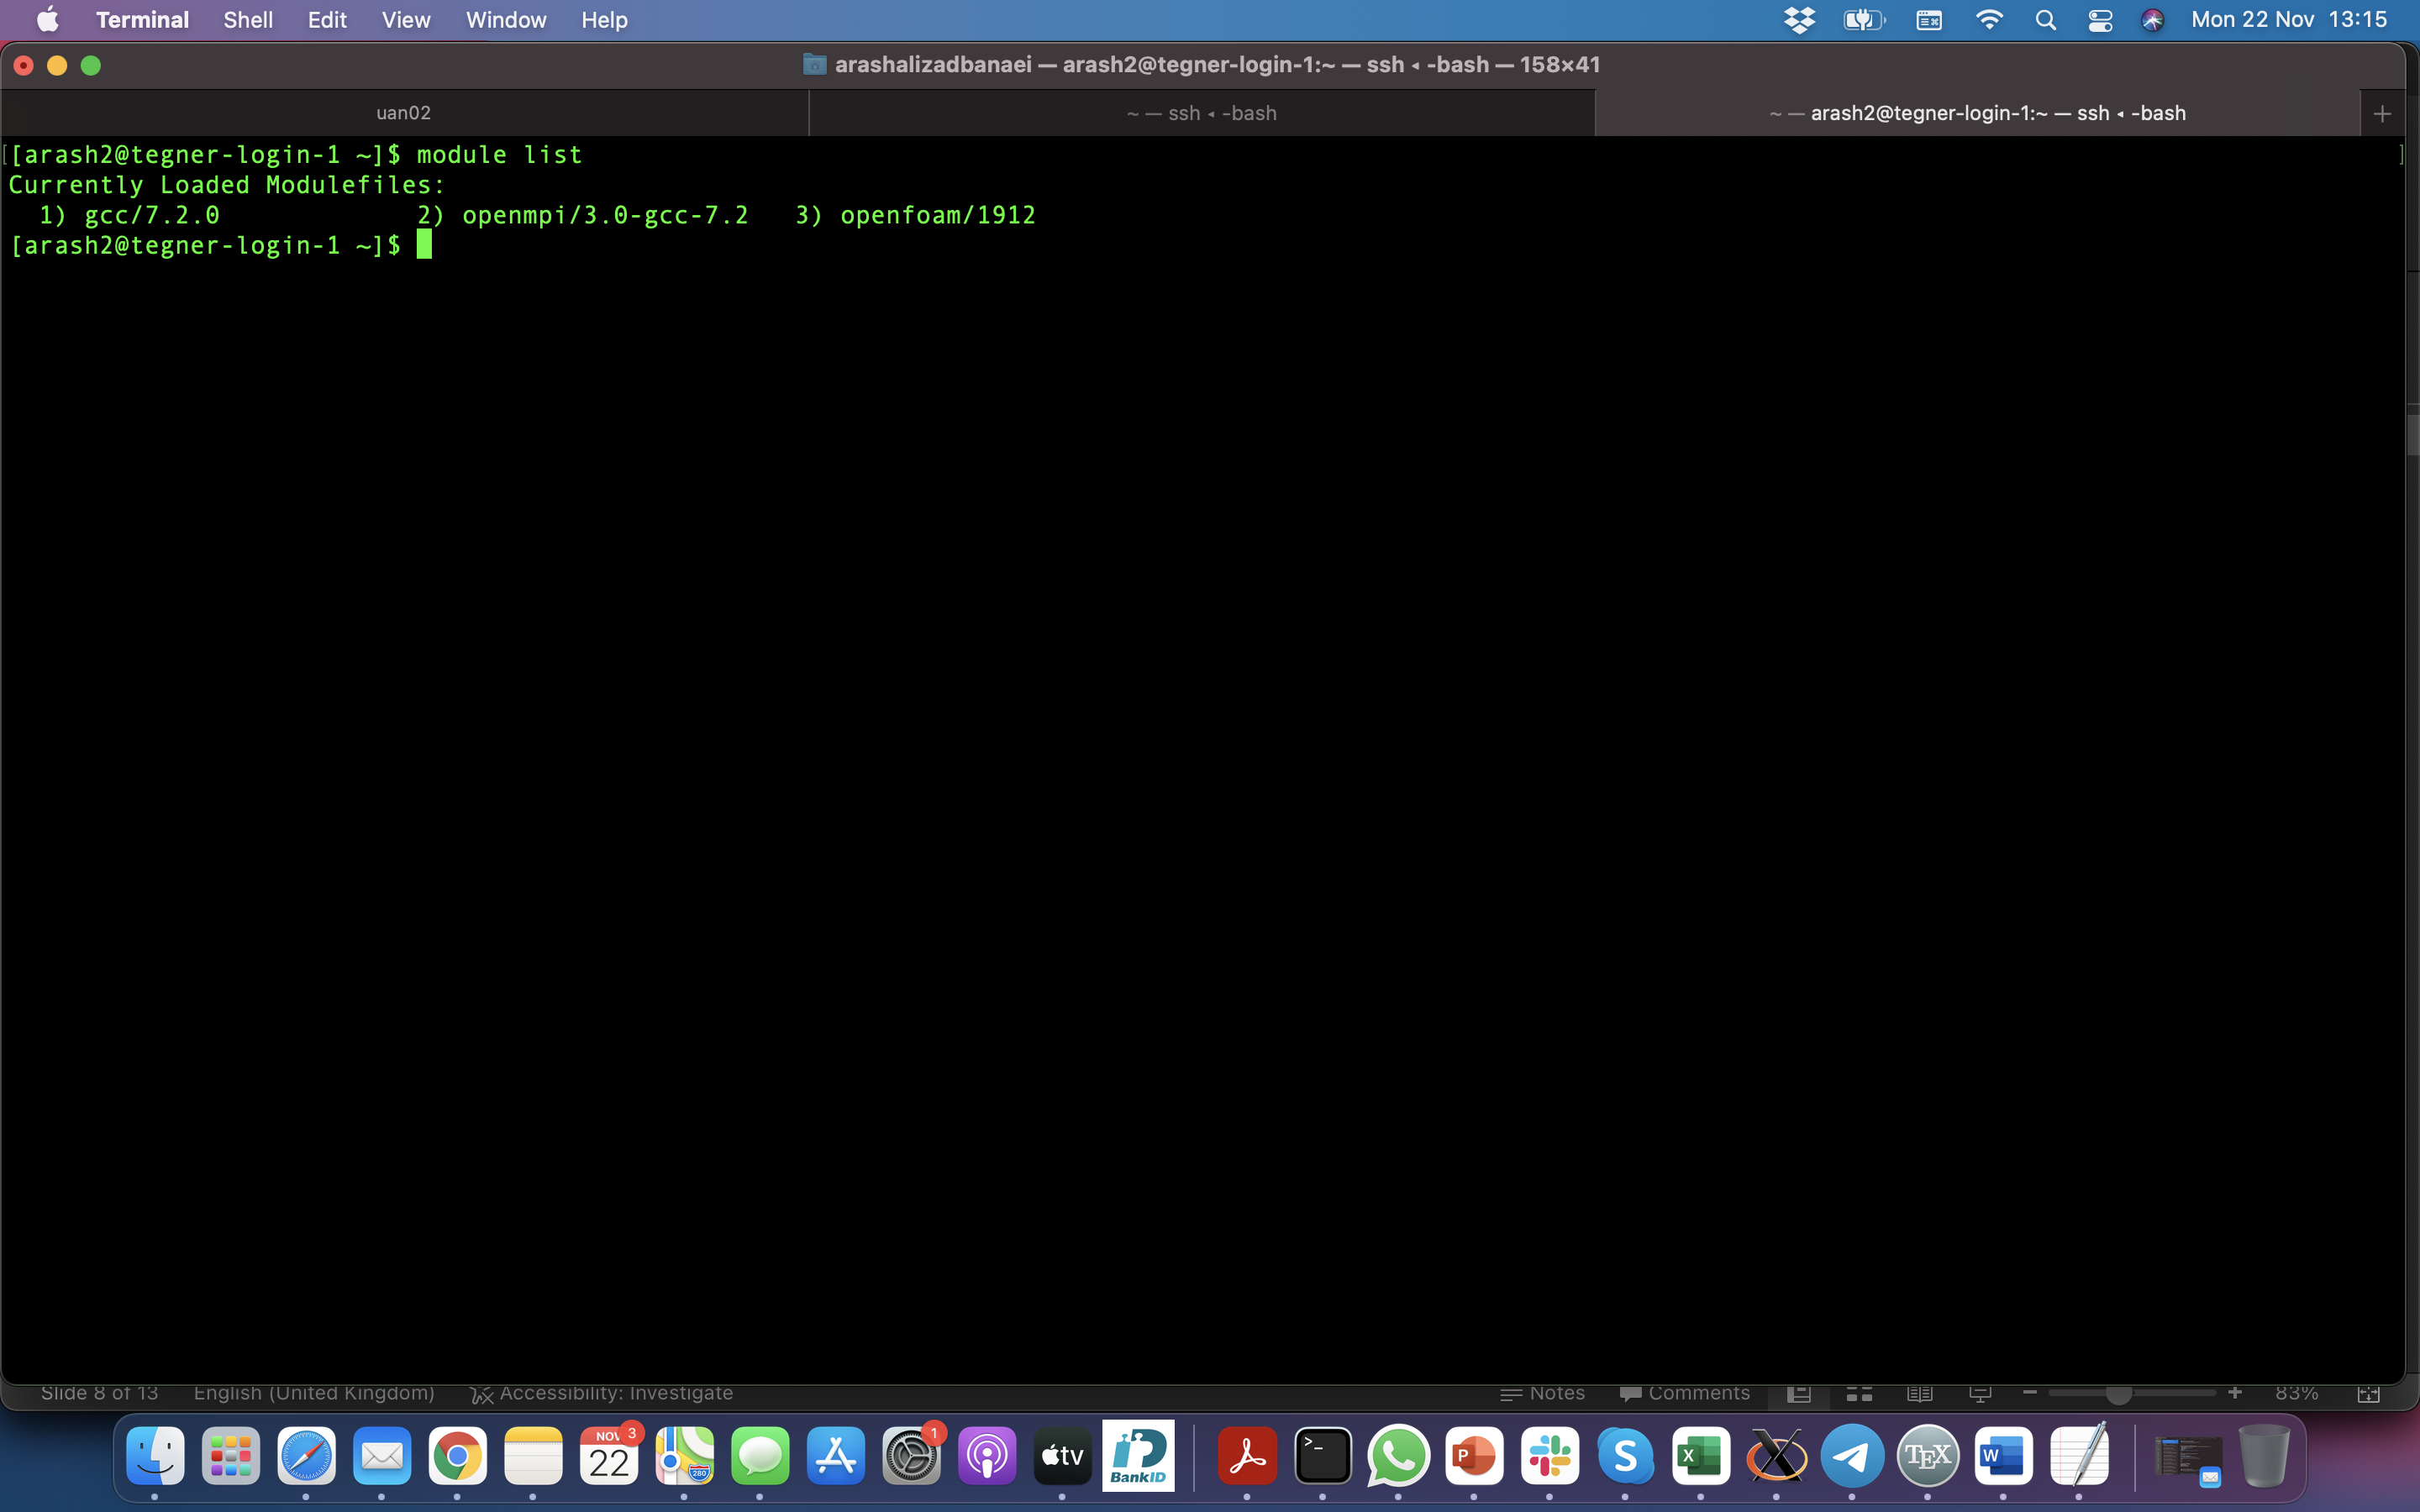 Terminal Shell Edit View Window Help Mon 22 Nov 13:15
arashalizadbanaei — arash2@tegner-login-1:~ — ssh ◂ -bash — 158×41
uan02 ~ — ssh ◂ -bash ~ — arash2@tegner-login-1:~ — ssh ◂ -bash
[[arash2@tegner-login-1 ~]$ module list ]
Currently Loaded Modulefiles:
1) gcc/7.2.0 2) openmpi/3.0-gcc-7.2 3) openfoam/1912
[arash2@tegner-login-1 ~]$
Slide 8 of 13 English (United Kingdom) Accessibility: Investigate Notes Comments 83%
NOV 3 1
22 280 tv BankID >_ P S X TEX W